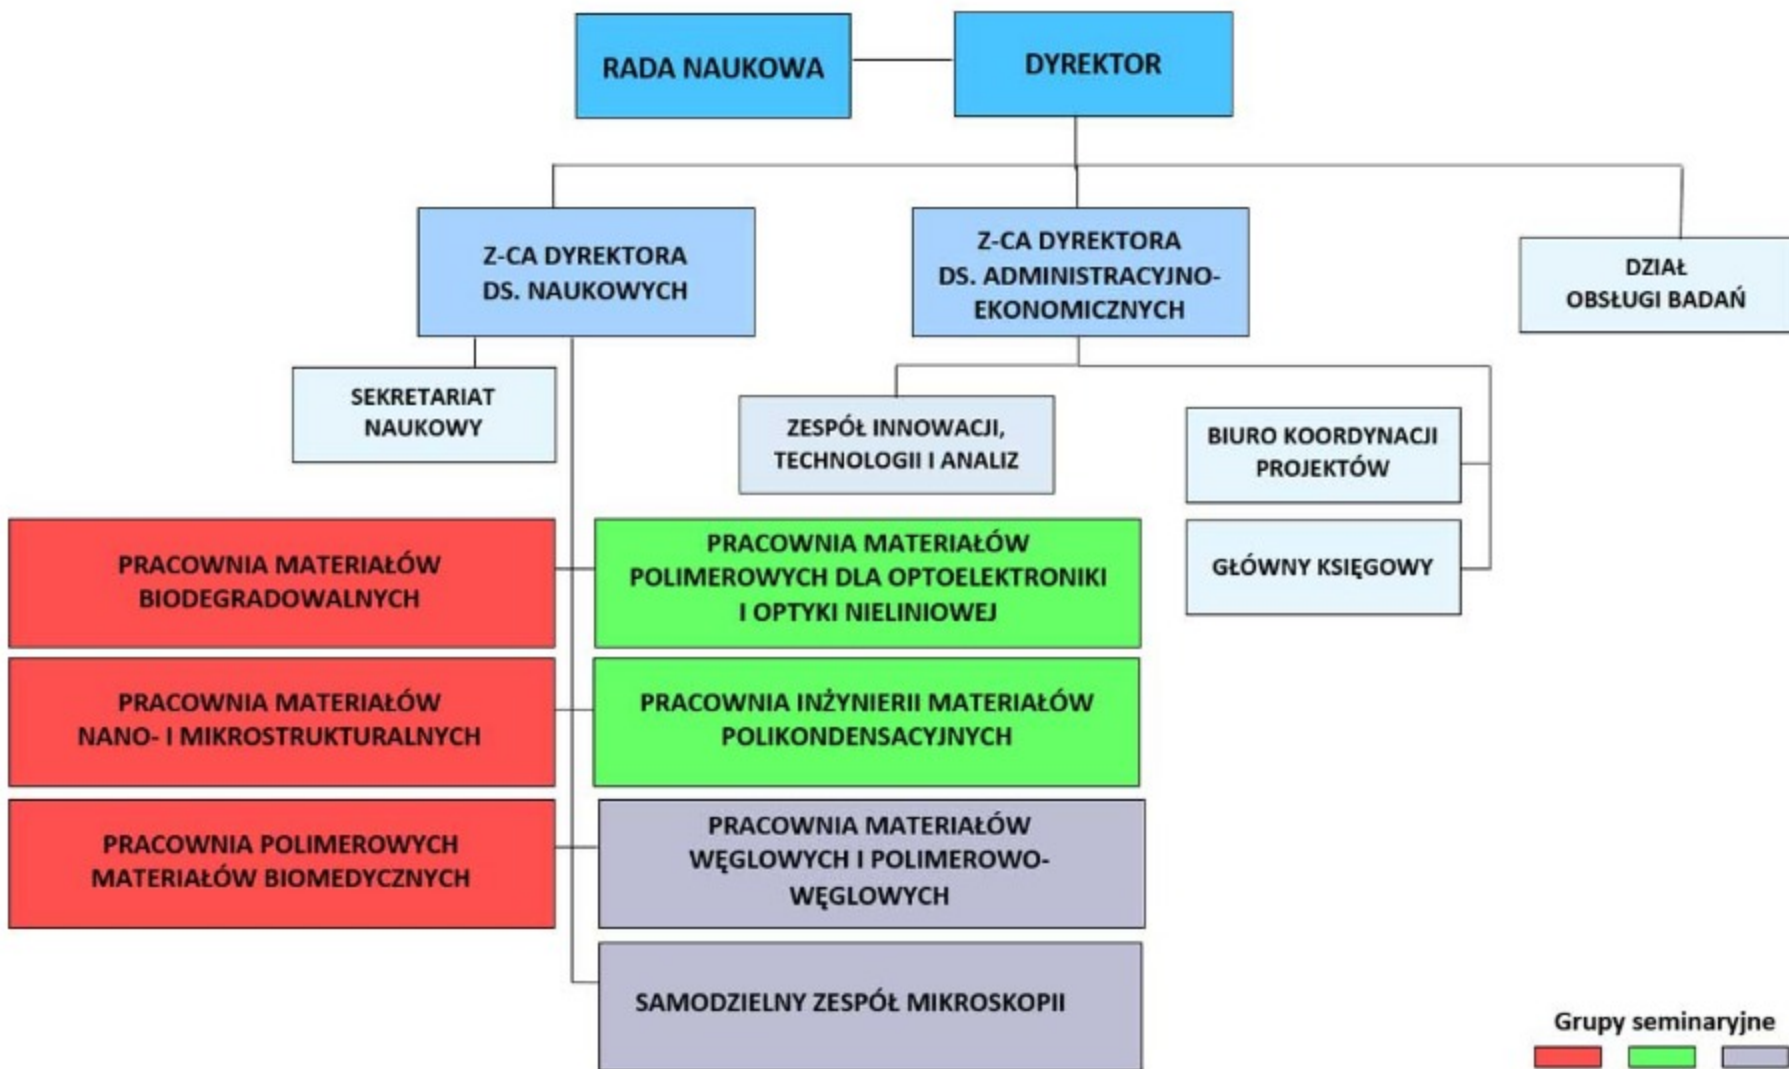 RADA NAUKOWA
DYREKTOR
Z-CA DYREKTORA
DS. NAUKOWYCH
Z-CA DYREKTORA
DS. ADMINISTRACYJNO-
EKONOMICZNYCH
DZIAŁ
OBSŁUGI BADAŃ
SEKRETARIAT
NAUKOWY
ZESPÓŁ INNOWACJI,
TECHNOLOGII I ANALIZ
BIURO KOORDYNACJI
PROJEKTÓW
GŁÓWNY KSIĘGOWY
PRACOWNIA MATERIAŁÓW
BIODEGRADOWALNYCH
PRACOWNIA MATERIAŁÓW
POLIMEROWYCH DLA OPTOELEKTRONIKI
I OPTYKI NIELINIOWEJ
PRACOWNIA MATERIAŁÓW
NANO- I MIKROSTRUKTURALNYCH
PRACOWNIA INŻYNIERII MATERIAŁÓW
POLIKONDENSACYJNYCH
PRACOWNIA POLIMEROWYCH
MATERIAŁÓW BIOMEDYCZNYCH
PRACOWNIA MATERIAŁÓW
WĘGLOWYCH I POLIMEROWO-
WĘGLOWYCH
SAMODZIELNY ZESPÓŁ MIKROSKOPII
Grupy seminaryjne